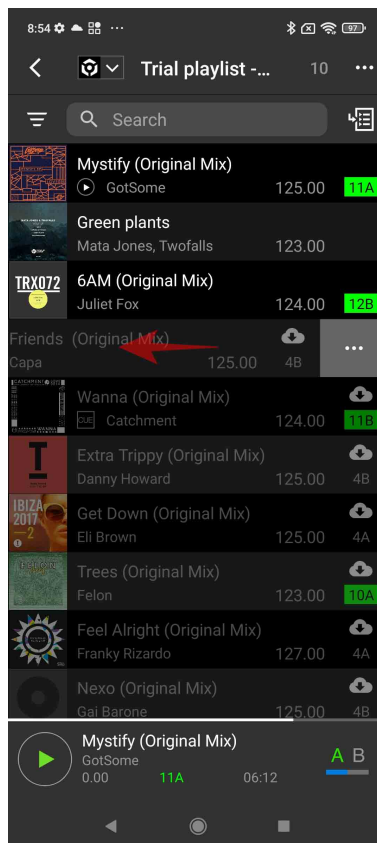 8:54 97
Trial playlist -... 10
Search
Mystify (Original Mix)
GotSome 125.00 11A
Green plants
Mata Jones, Twofalls 123.00
TRX072
6AM (Original Mix)
Juliet Fox 124.00 12B
Friends (Original Mix)
Capa 125.00 4B
Wanna (Original Mix)
CUE Catchment 124.00 11B
Extra Trippy (Original Mix)
Danny Howard 125.00 4B
IBIZA
2017
—2
Get Down (Original Mix)
Eli Brown 125.00 4A
Trees (Original Mix)
Felon 123.00 10A
Feel Alright (Original Mix)
Franky Rizardo 127.00 4A
Nexo (Original Mix)
Gai Barone 125.00 4B
Mystify (Original Mix)
GotSome
0.00 11A 06:12
A B